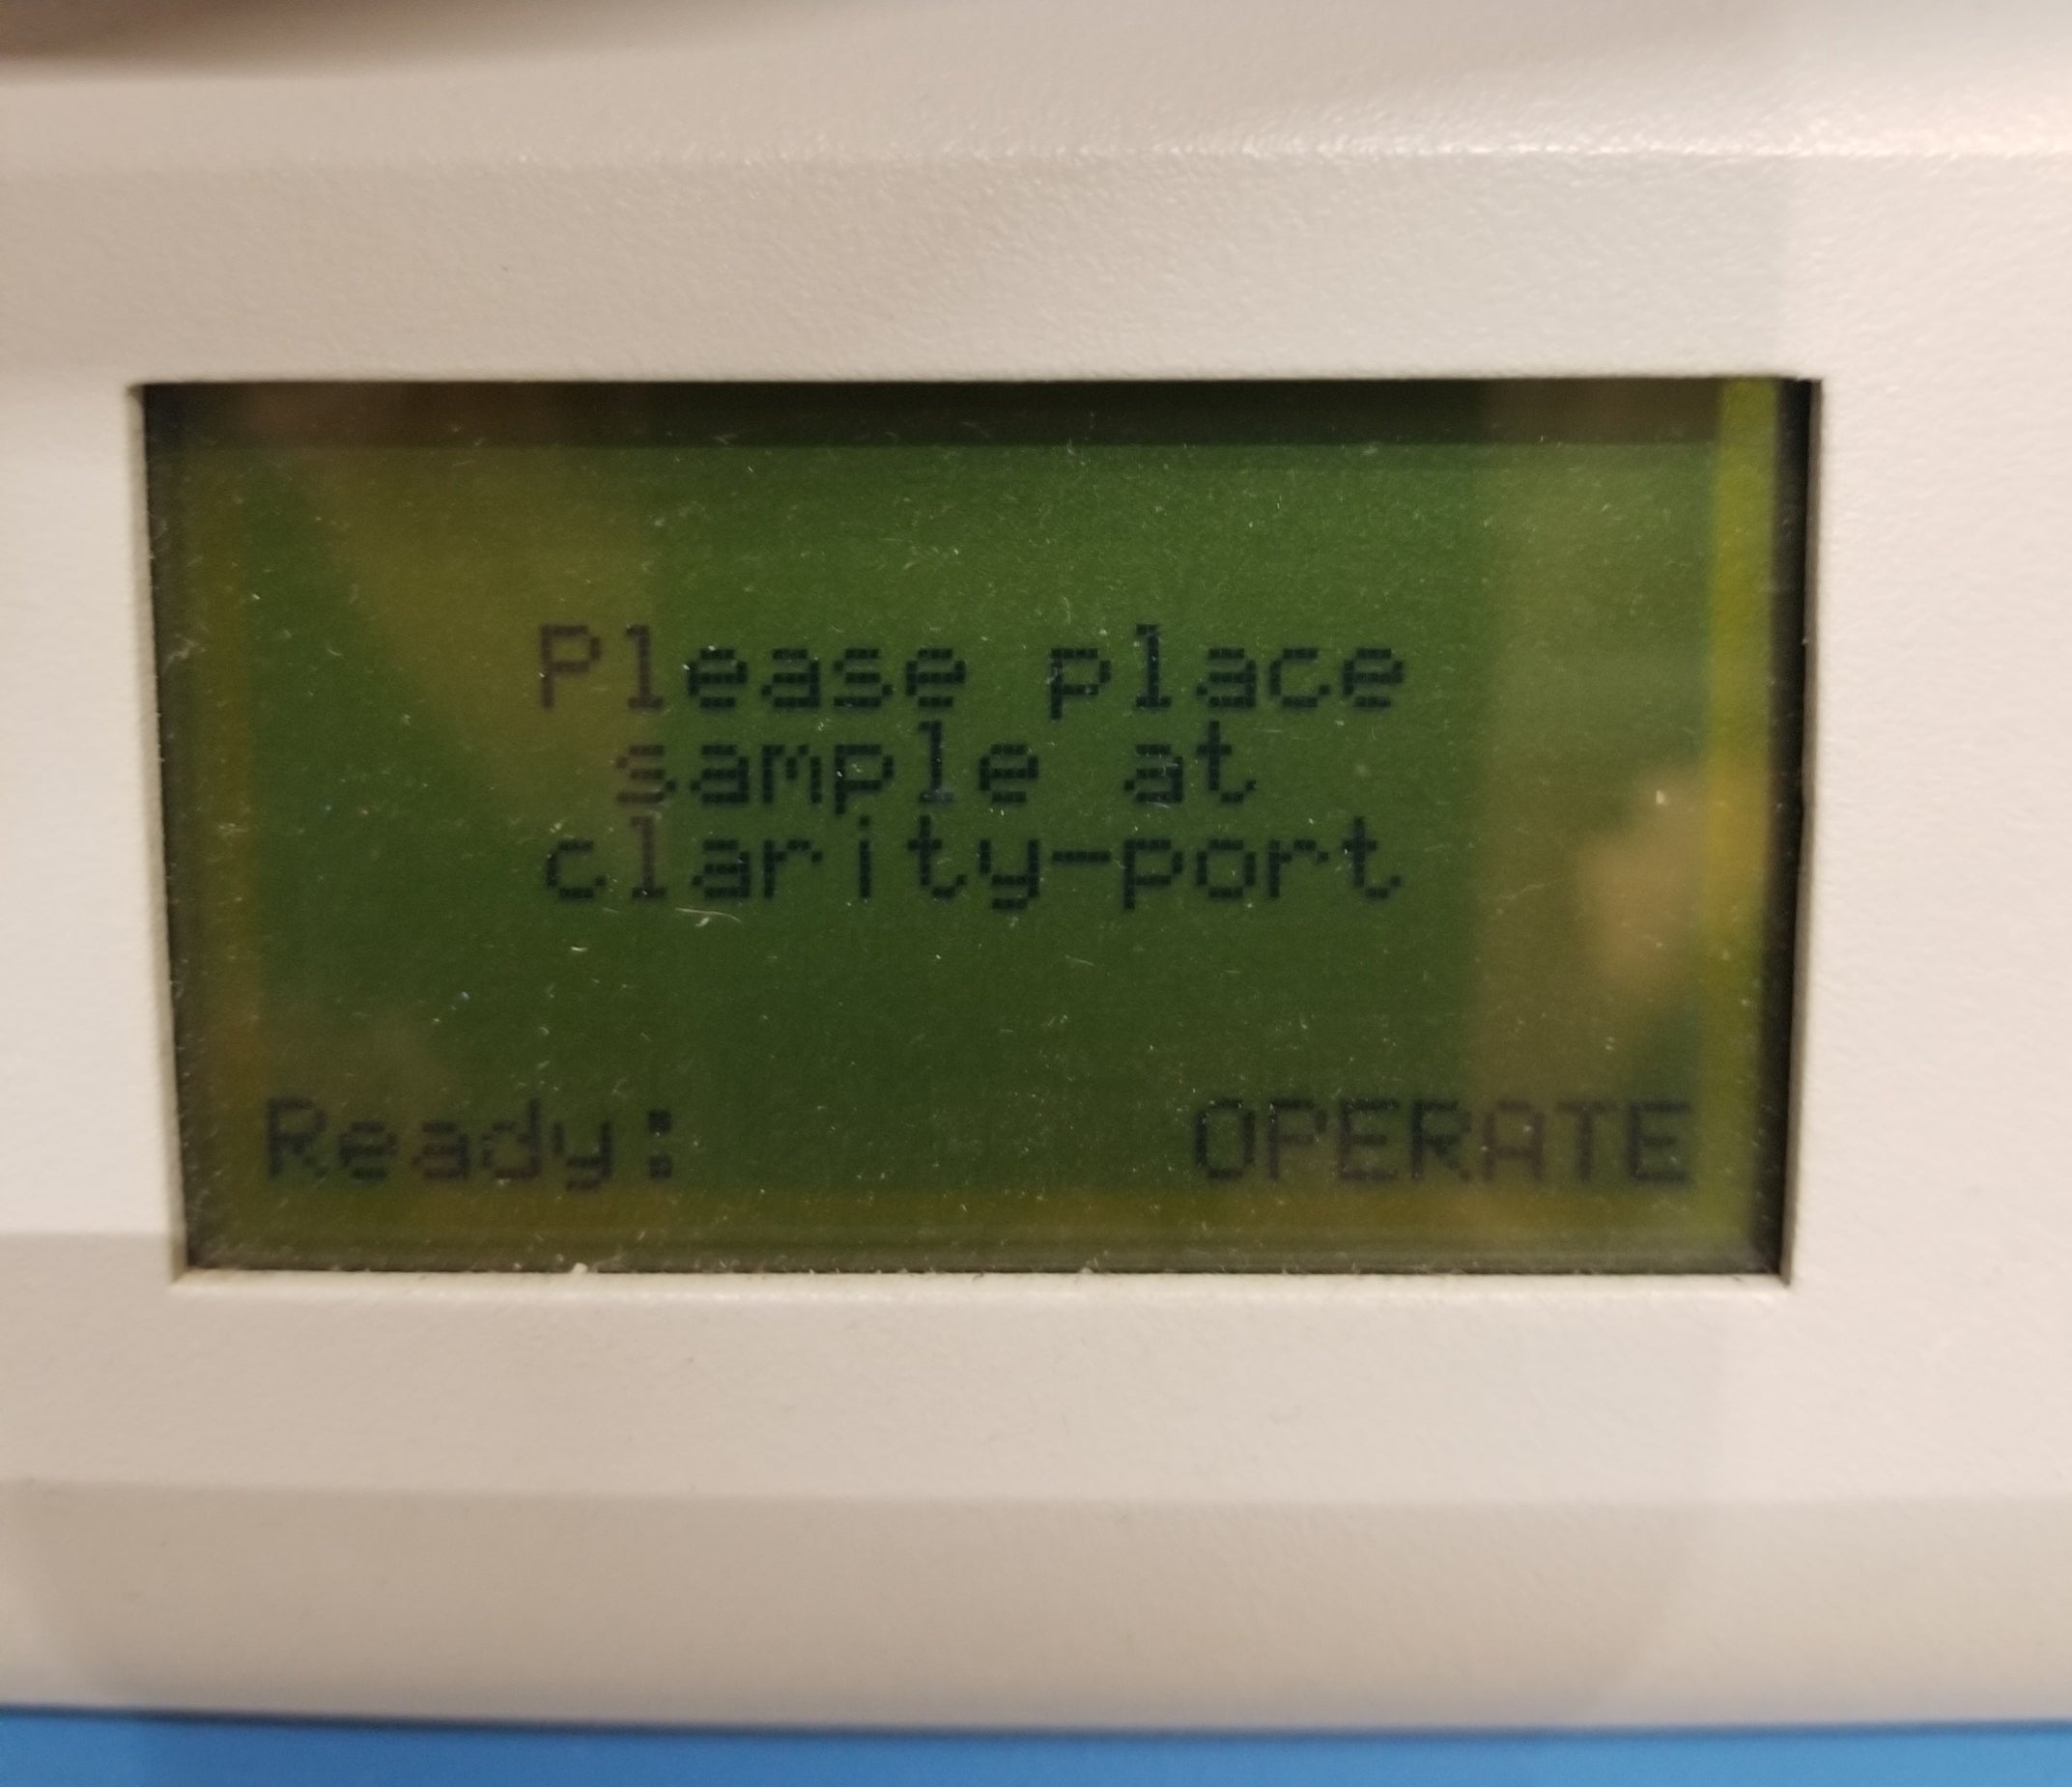 Please place
sample at
clarity-port
Ready: OPERATE